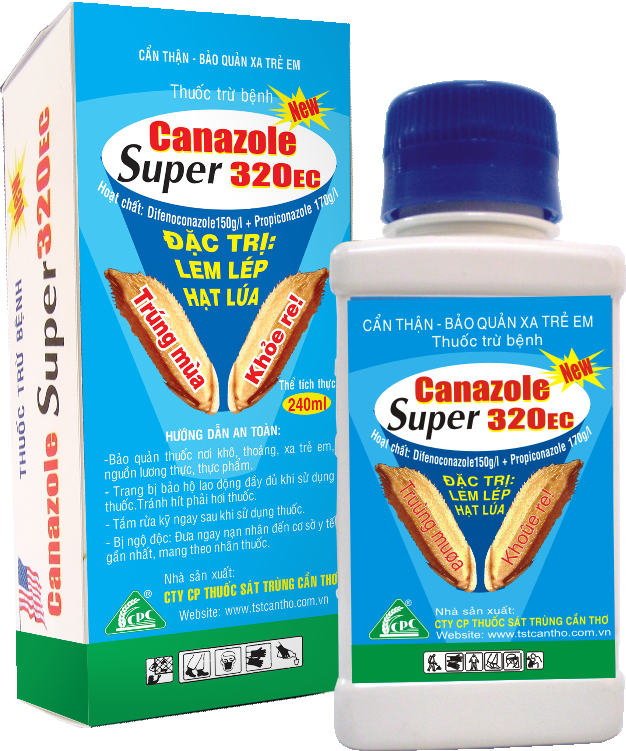 CẨN THẬN - BẢO QUẢN XA TRẺ EM
Thuốc trừ bệnh
New
Canazole
Super 320EC
Hoạt chất: Difenoconazole150g/l + Propiconazole 170g/l
ĐẶC TRỊ:
LEM LÉP
HẠT LÚA
Trúng mùa
Khỏe re!
Thể tích thực
240ml
HƯỚNG DẪN AN TOÀN:
-Bảo quản thuốc nơi khô, thoáng, xa trẻ em,
nguồn lương thực, thực phẩm.
- Trang bị bảo hộ lao động đầy đủ khi sử dụng
thuốc.Tránh hít phải hơi thuốc.
- Tắm rửa kỹ ngay sau khi sử dụng thuốc.
- Bị ngộ độc: Đưa ngay nạn nhân đến cơ sở y tế
gần nhất, mang theo nhãn thuốc.
Nhà sản xuất:
CTY CP THUỐC SÁT TRÙNG CẦN THƠ
Website: www.tstcantho.com.vn
CPC
®
THUỐC TRỪ BỆNH
Canazole Super 320EC
New
CẨN THẬN - BẢO QUẢN XA TRẺ EM
Thuốc trừ bệnh
New
Canazole
Super 320EC
Hoạt chất: Difenoconazole150g/l + Propiconazole 170g/l
ĐẶC TRỊ:
LEM LÉP
HẠT LÚA
Truùng muøa
Khoûe re!
Nhà sản xuất:
CTY CP THUỐC SÁT TRÙNG CẦN THƠ
Website: www.tstcantho.com.vn
CPC
®